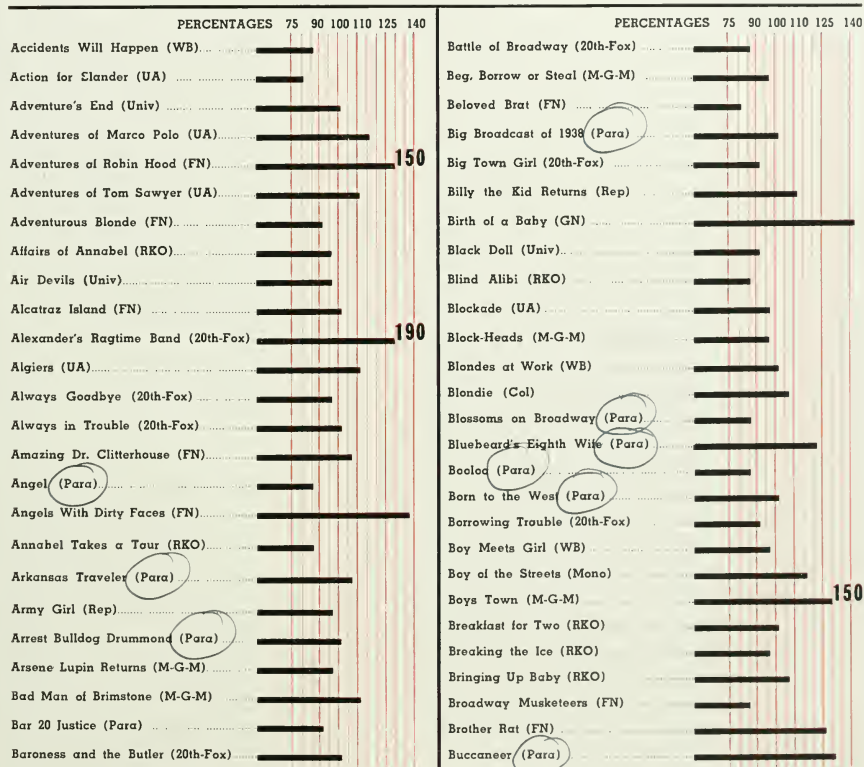 PERCENTAGES 75 90 100 110 125 140
Accidents Will Happen (WB)
Action for Slander (UA)
Adventure's End (Univ)
Adventures of Marco Polo (UA)
Adventures of Robin Hood (FN) 150
Adventures of Tom Sawyer (UA)
Adventurous Blonde (FN)
Affairs of Annabel (RKO)
Air Devils (Univ)
Alcatraz Island (FN)
Alexander's Ragtime Band (20th-Fox) 190
Algiers (UA)
Always Goodbye (20th-Fox)
Always in Trouble (20th-Fox)
Amazing Dr. Clitterhouse (FN)
Angel (Para)
Angels With Dirty Faces (FN)
Annabel Takes a Tour (RKO)
Arkansas Traveler (Para)
Army Girl (Rep)
Arrest Bulldog Drummond (Para)
Arsene Lupin Returns (M-G-M)
Bad Man of Brimstone (M-G-M)
Bar 20 Justice (Para)
Baroness and the Butler (20th-Fox)
PERCENTAGES 75 90 100 110 125 140
Battle of Broadway (20th-Fox)
Beg, Borrow or Steal (M-G-M)
Beloved Brat (FN)
Big Broadcast of 1938 (Para)
Big Town Girl (20th-Fox)
Billy the Kid Returns (Rep)
Birth of a Baby (GN)
Black Doll (Univ)
Blind Alibi (RKO)
Blockade (UA)
Block-Heads (M-G-M)
Blondes at Work (WB)
Blondie (Col)
Blossoms on Broadway (Para)
Bluebeard's Eighth Wife (Para)
Booloo (Para)
Born to the West (Para)
Borrowing Trouble (20th-Fox)
Boy Meets Girl (WB)
Boy of the Streets (Mono)
Boys Town (M-G-M) 150
Breakfast for Two (RKO)
Breaking the Ice (RKO)
Bringing Up Baby (RKO)
Broadway Musketeers (FN)
Brother Rat (FN)
Buccaneer (Para)